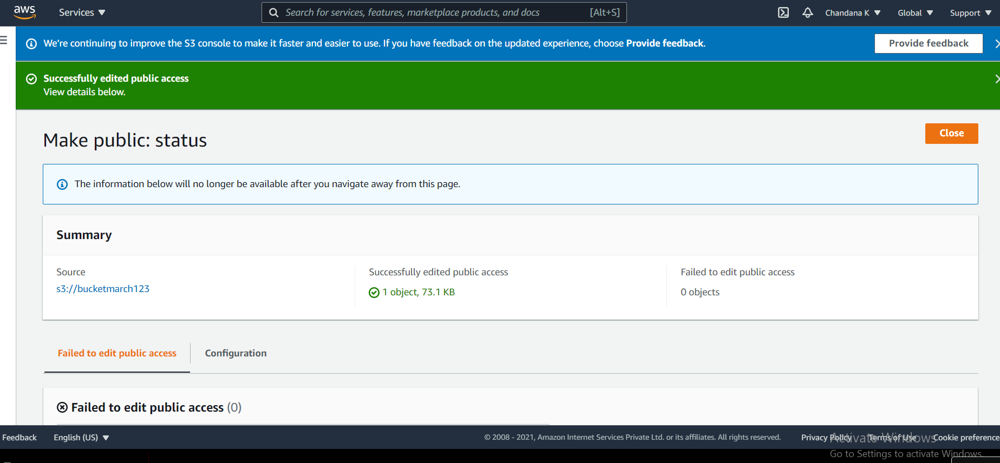 aws Services Search for services, features, marketplace products, and docs [Alt+S] Chandana K Global Support
We're continuing to improve the S3 console to make it faster and easier to use. If you have feedback on the updated experience, choose Provide feedback. Provide feedback
Successfully edited public access
View details below.
Make public: status Close
The information below will no longer be available after you navigate away from this page.
Summary
Source Successfully edited public access Failed to edit public access
s3://bucketmarch123 1 object, 73.1 KB 0 objects
Failed to edit public access Configuration
Failed to edit public access (0)
Feedback English (US) © 2008 - 2021, Amazon Internet Services Private Ltd. or its affiliates. All rights reserved. Privacy Policy Terms of Use Cookie preference
Activate Windows
Go to Settings to activate Windows.